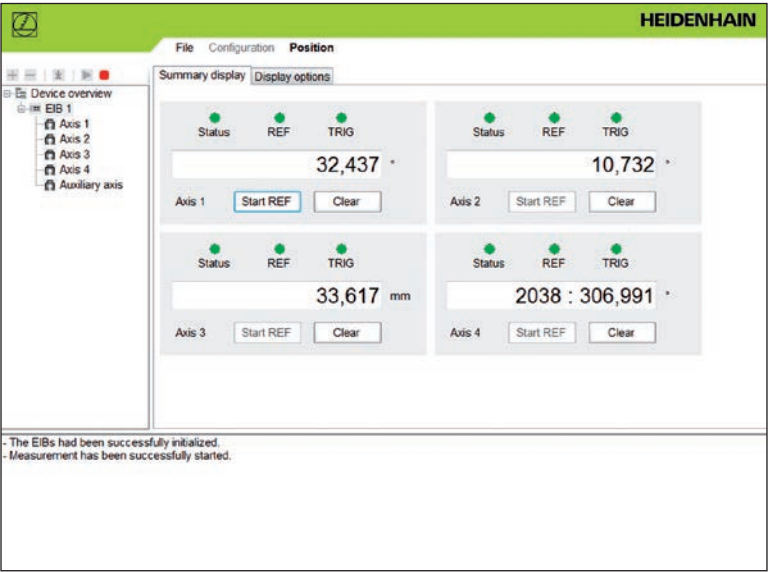 HEIDENHAIN
File Configuration Position
Summary display Display options
Device overview
EIB 1
Axis 1
Axis 2
Axis 3
Axis 4
Auxiliary axis
Status REF TRIG
32,437 °
Axis 1 Start REF Clear
Status REF TRIG
10,732 °
Axis 2 Start REF Clear
Status REF TRIG
33,617 mm
Axis 3 Start REF Clear
Status REF TRIG
2038 : 306,991 °
Axis 4 Start REF Clear
- The EIBs had been successfully initialized.
- Measurement has been successfully started.